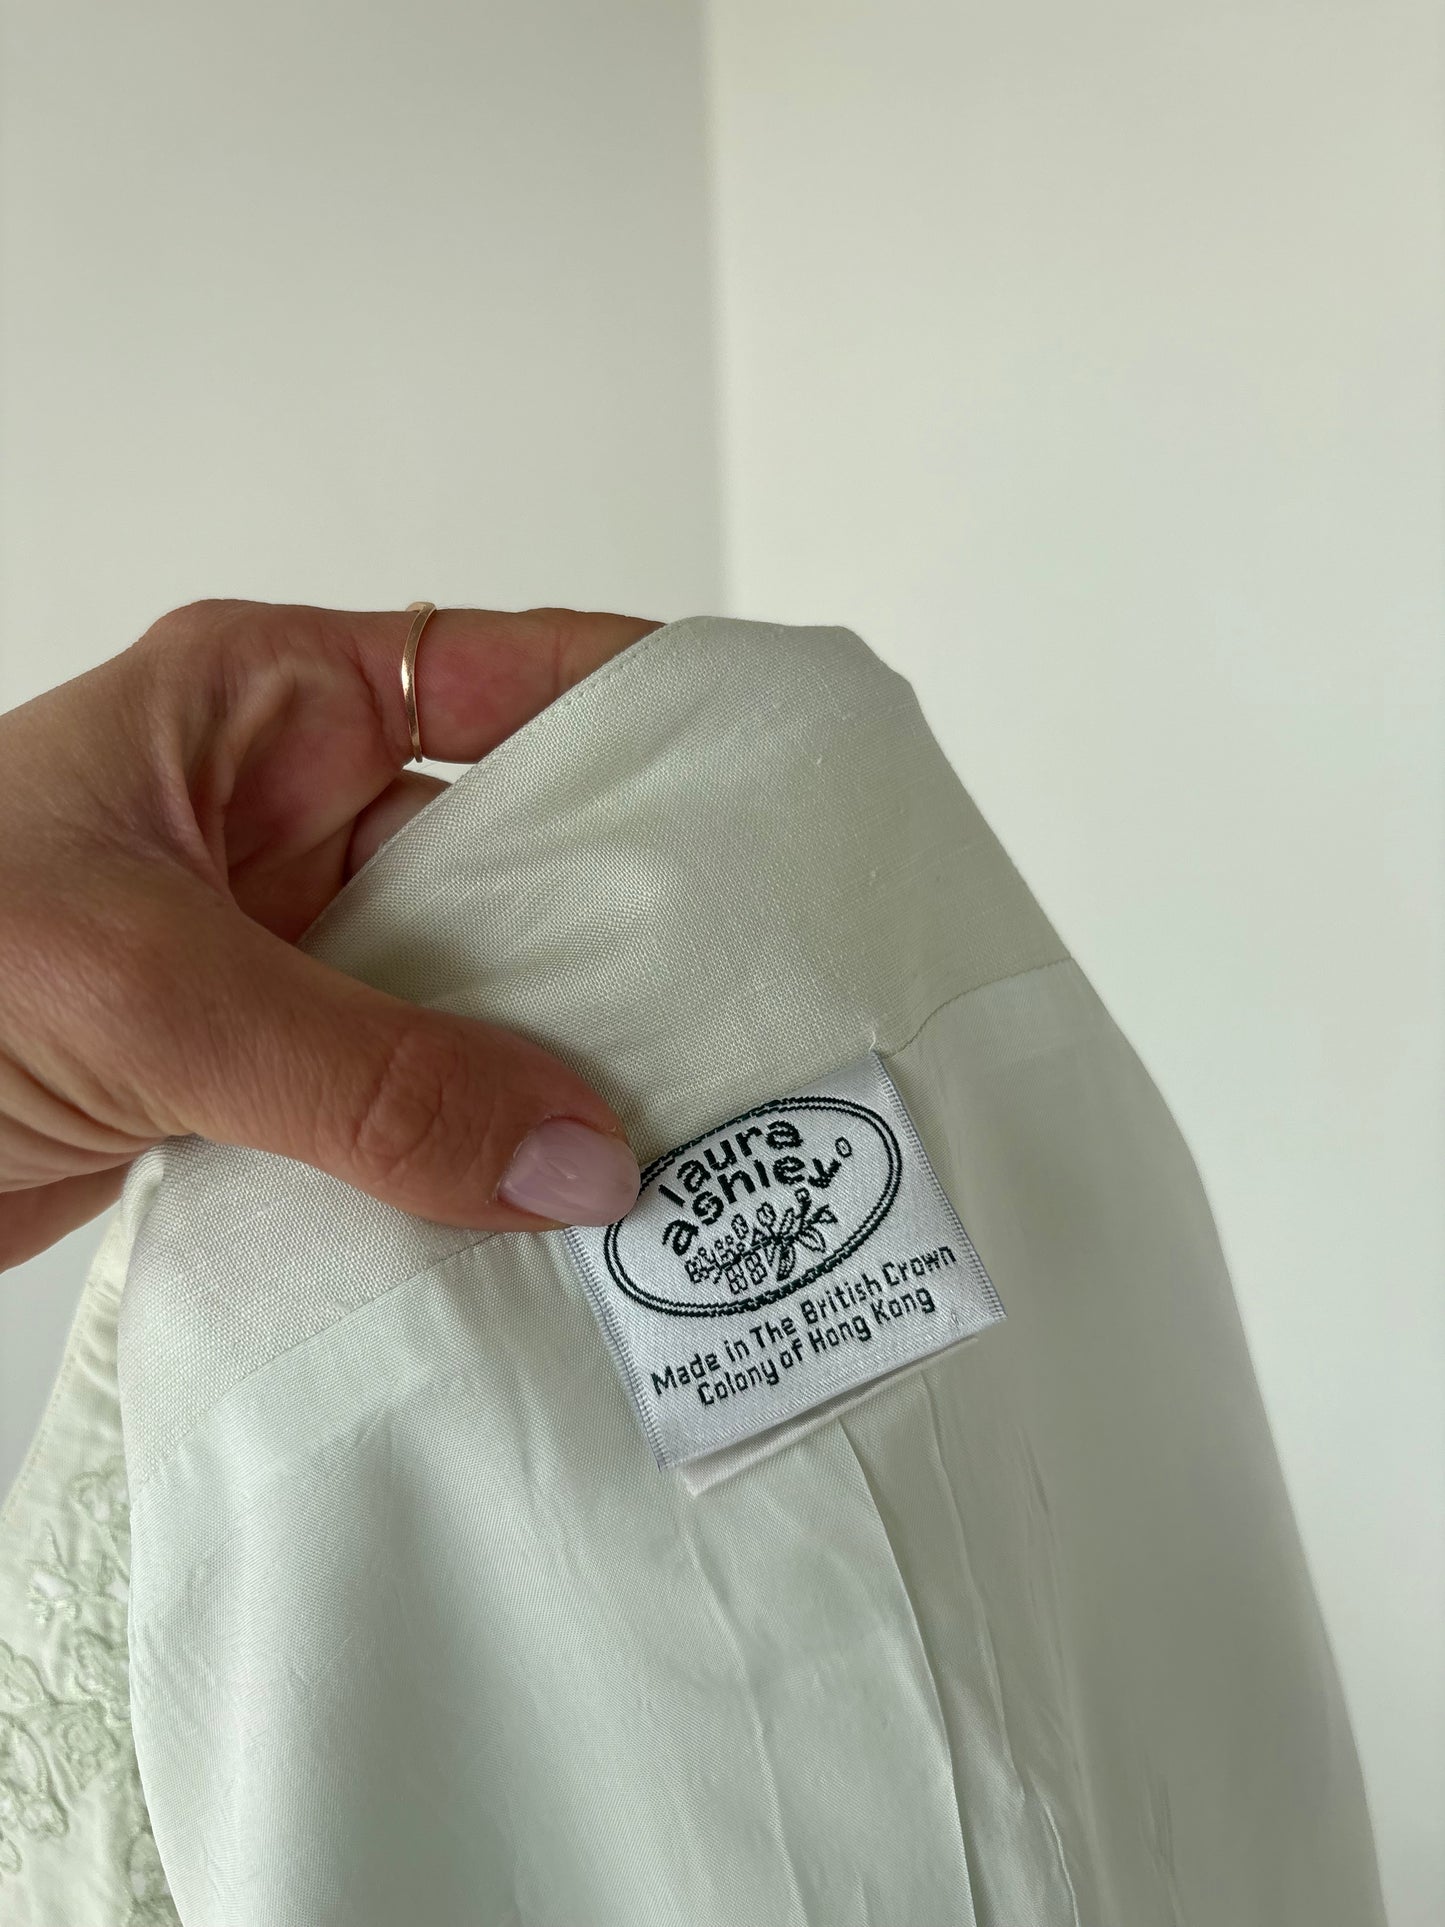 laura
ashley
Made in The British Crown
Colony of Hong Kong